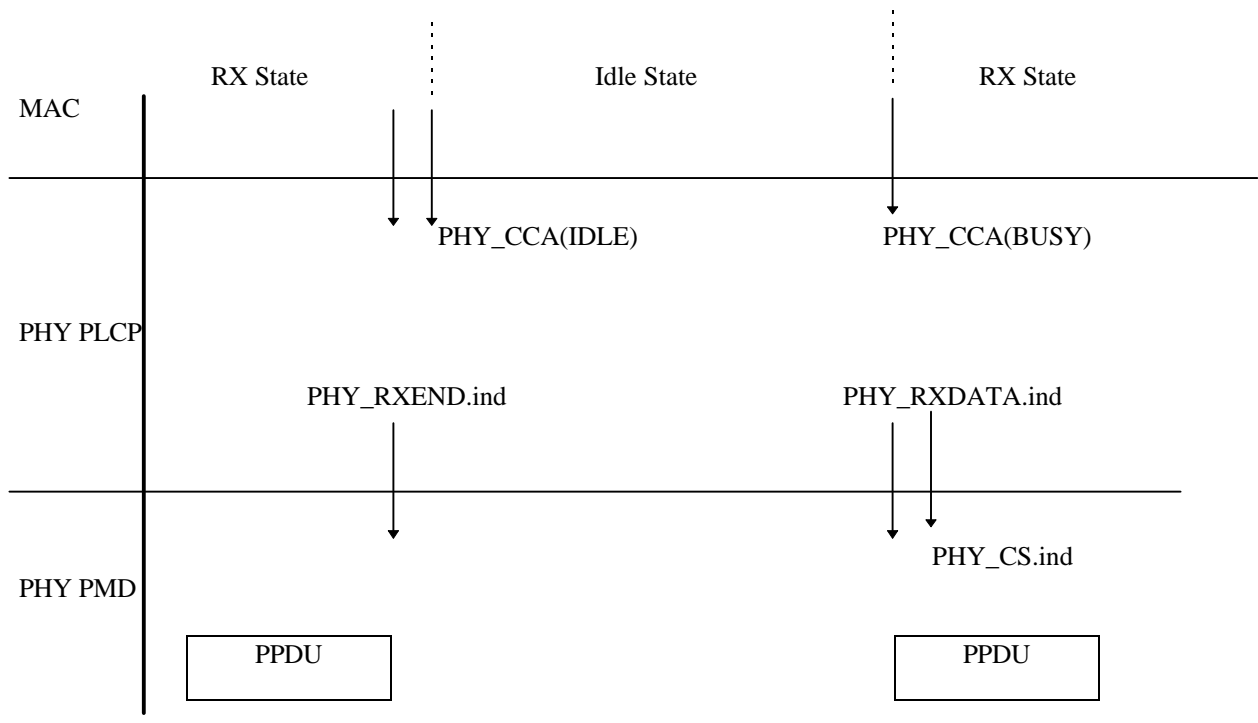 RX State
Idle State
RX State
MAC
PHY_CCA(IDLE)
PHY_CCA(BUSY)
PHY PLCP
PHY_RXEND.ind
PHY_RXDATA.ind
PHY_CS.ind
PHY PMD
PPDU
PPDU